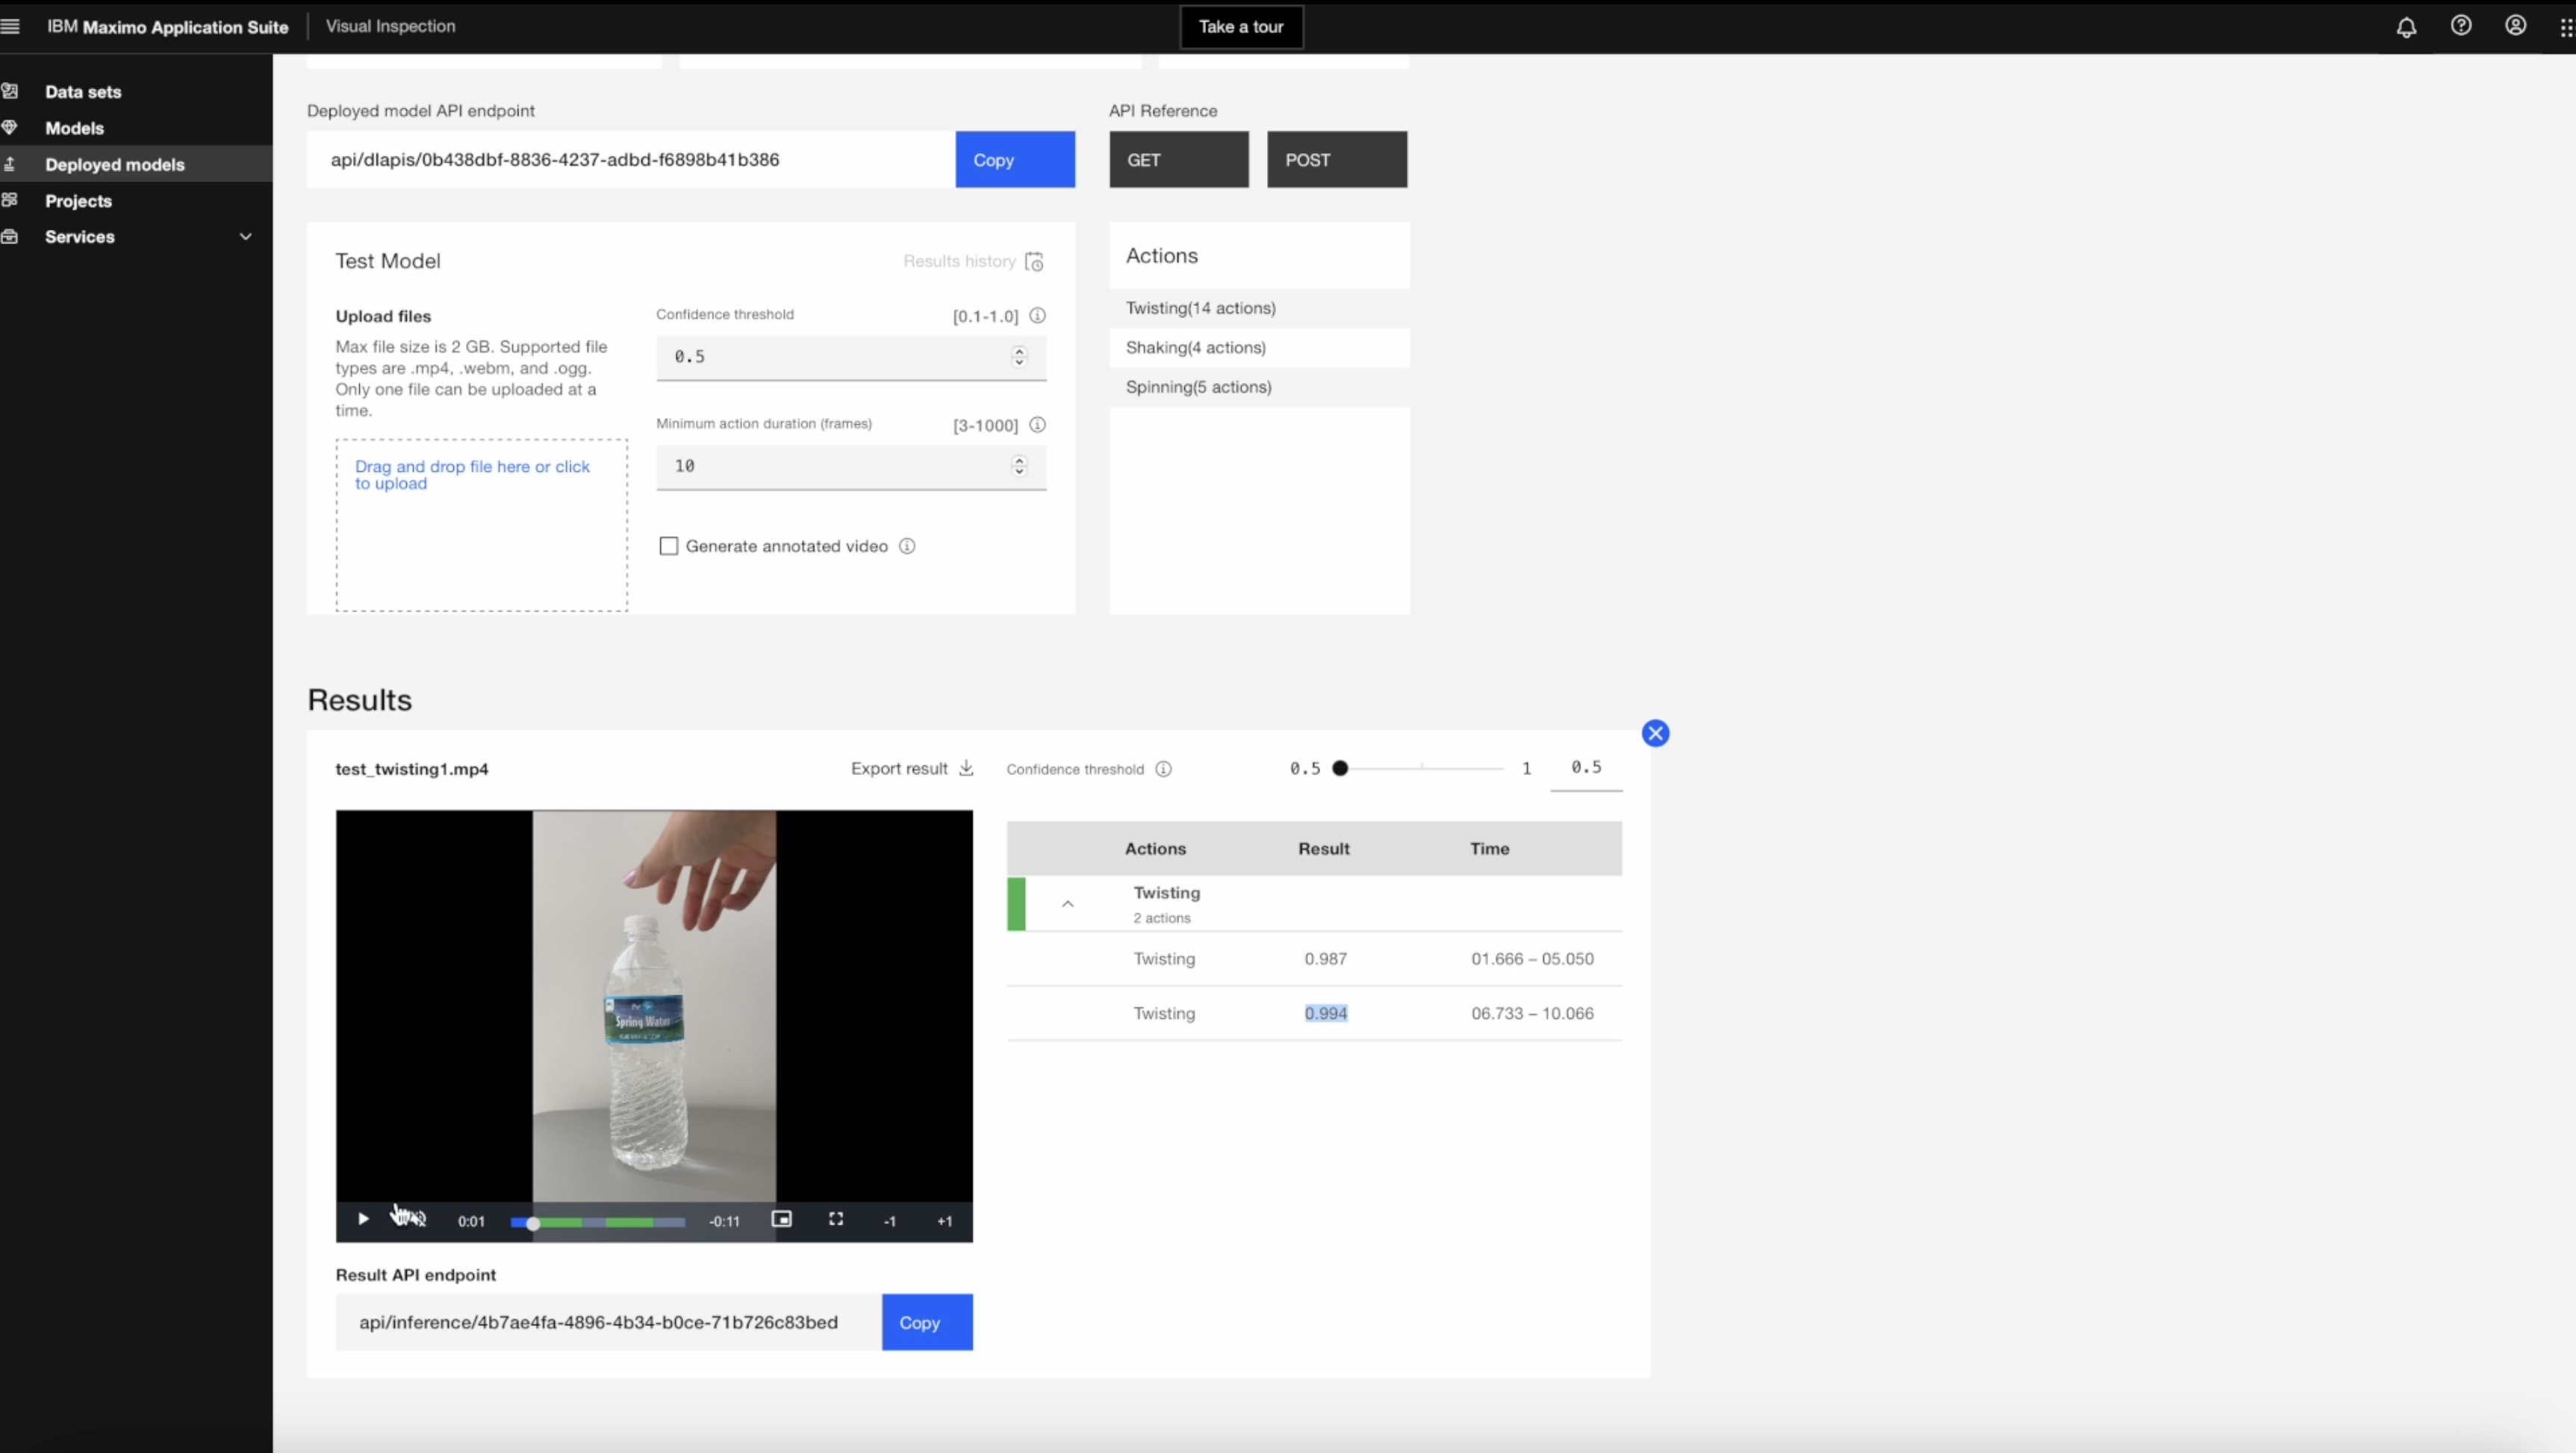 IBM Maximo Application Suite
Visual Inspection
Take a tour
Data sets
Models
Deployed models
Projects
Services
Deployed model API endpoint
api/dlapis/0b438dbf-8836-4237-adbd-f6898b41b386
Copy
API Reference
GET
POST
Test Model
Results history
Upload files
Max file size is 2 GB. Supported file
types are .mp4, .webm, and .ogg.
Only one file can be uploaded at a
time.
Drag and drop file here or click
to upload
Confidence threshold
[0.1-1.0]
0.5
Minimum action duration (frames)
[3-1000]
10
Generate annotated video
Actions
Twisting(14 actions)
Shaking(4 actions)
Spinning(5 actions)
Results
test_twisting1.mp4
Export result
Confidence threshold
0.5
1
0.5
Spring Water
0:01
-0:11
-1
+1
Actions Result Time
Twisting
2 actions
Twisting 0.987 01.666 – 05.050
Twisting 0.994 06.733 – 10.066
Result API endpoint
api/inference/4b7ae4fa-4896-4b34-b0ce-71b726c83bed
Copy